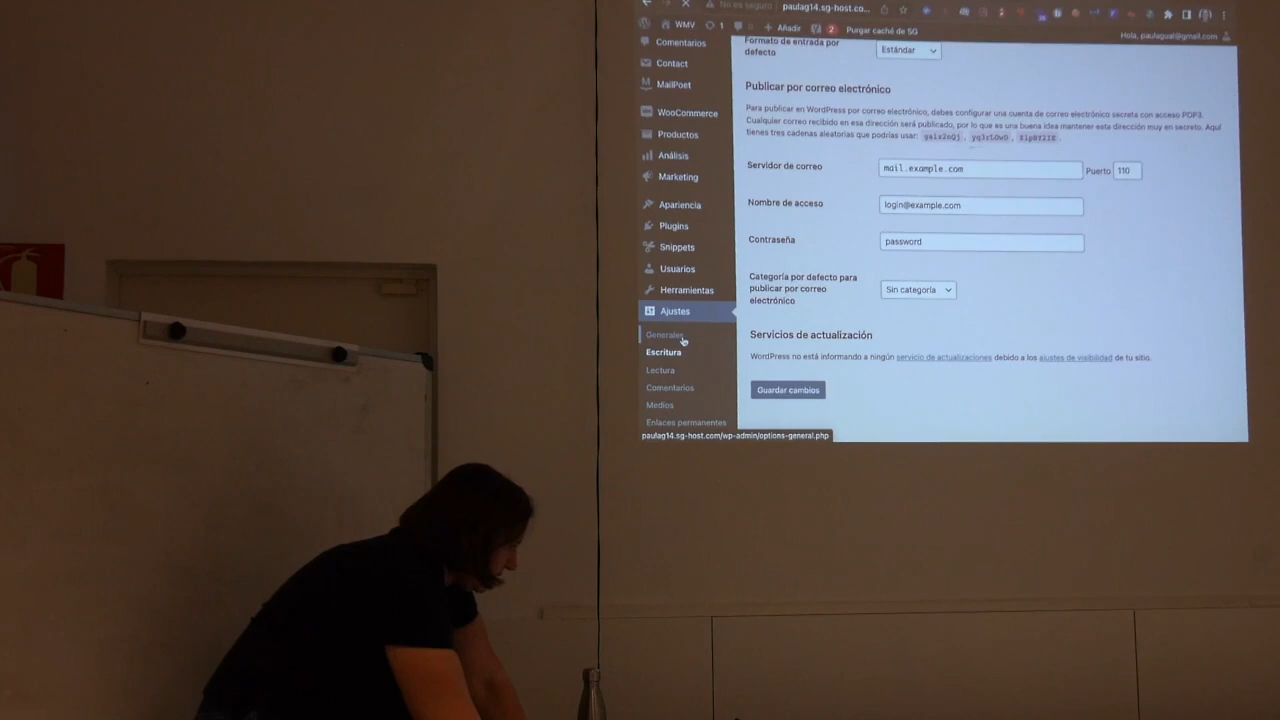 No es seguro paulag14.sg-host.co...
WMV 1 0 Añadir 2 Purgar caché de SG Hola, paulagual@gmail.com
Comentarios
Contact
MailPoet
WooCommerce
Productos
Análisis
Marketing
Apariencia
Plugins
Snippets
Usuarios
Herramientas
Ajustes
Generales
Escritura
Lectura
Comentarios
Medios
Enlaces permanentes
paulag14.sg-host.com/wp-admin/options-general.php
Formato de entrada por
defecto
Estándar
Publicar por correo electrónico
Para publicar en WordPress por correo electrónico, debes configurar una cuenta de correo electrónico secreta con acceso POP3.
Cualquier correo recibido en esa dirección será publicado, por lo que es una buena idea mantener esta dirección muy en secreto. Aquí
tienes tres cadenas aleatorias que podrías usar:
Servidor de correo mail.example.com Puerto 110
Nombre de acceso login@example.com
Contraseña password
Categoría por defecto para
publicar por correo
electrónico
Sin categoría
Servicios de actualización
WordPress no está informando a ningún servicio de actualizaciones debido a los ajustes de visibilidad de tu sitio.
Guardar cambios